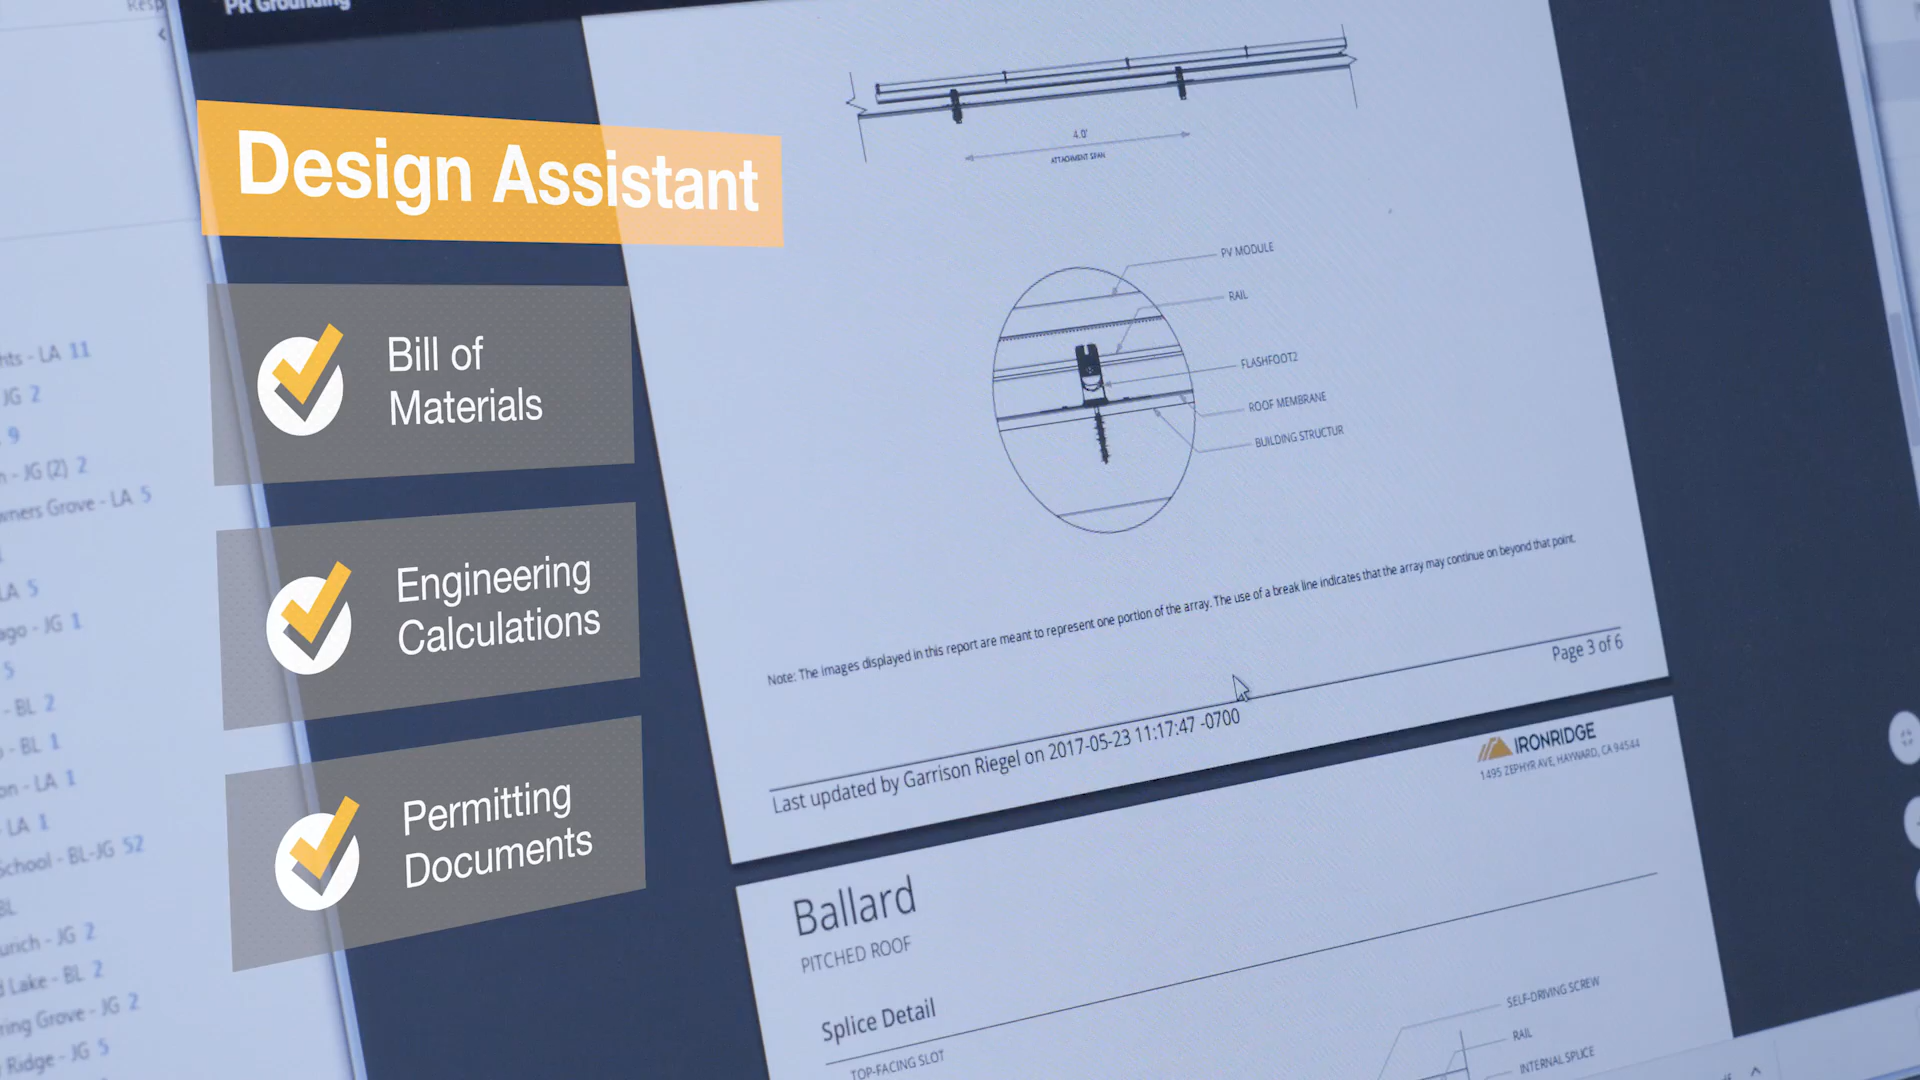 PR Grounding
Design Assistant
Bill of
Materials
Engineering
Calculations
Permitting
Documents
- LA 11
JG 2
9
- JG (2) 2
Grove - LA 5
LA 5
- JG 1
5
- BL 2
- BL 1
- LA 1
- LA 1
School - BL-JG 52
BL
- JG 2
Lake - BL 2
Grove - JG 2
Ridge - JG 5
4.0'
ATTACHMENT SPAN
PV MODULE
RAIL
FLASHFOOT2
ROOF MEMBRANE
BUILDING STRUCTUR
Note: The images displayed in this report are meant to represent one portion of the array. The use of a break line indicates that the array may continue on beyond that point.
Page 3 of 6
Last updated by Garrison Riegel on 2017-05-23 11:17:47 -0700
IRONRIDGE
1495 ZEPHYR AVE, HAYWARD, CA 94544
Ballard
PITCHED ROOF
Splice Detail
TOP-FACING SLOT
SELF-DRIVING SCREW
RAIL
INTERNAL SPLICE